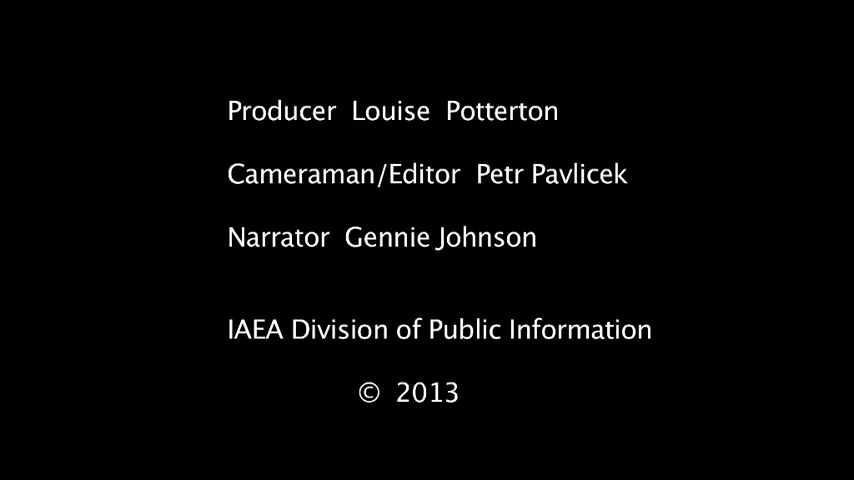 Producer  Louise  Potterton
Cameraman/Editor  Petr Pavlicek
Narrator  Gennie Johnson
IAEA Division of Public Information
©  2013